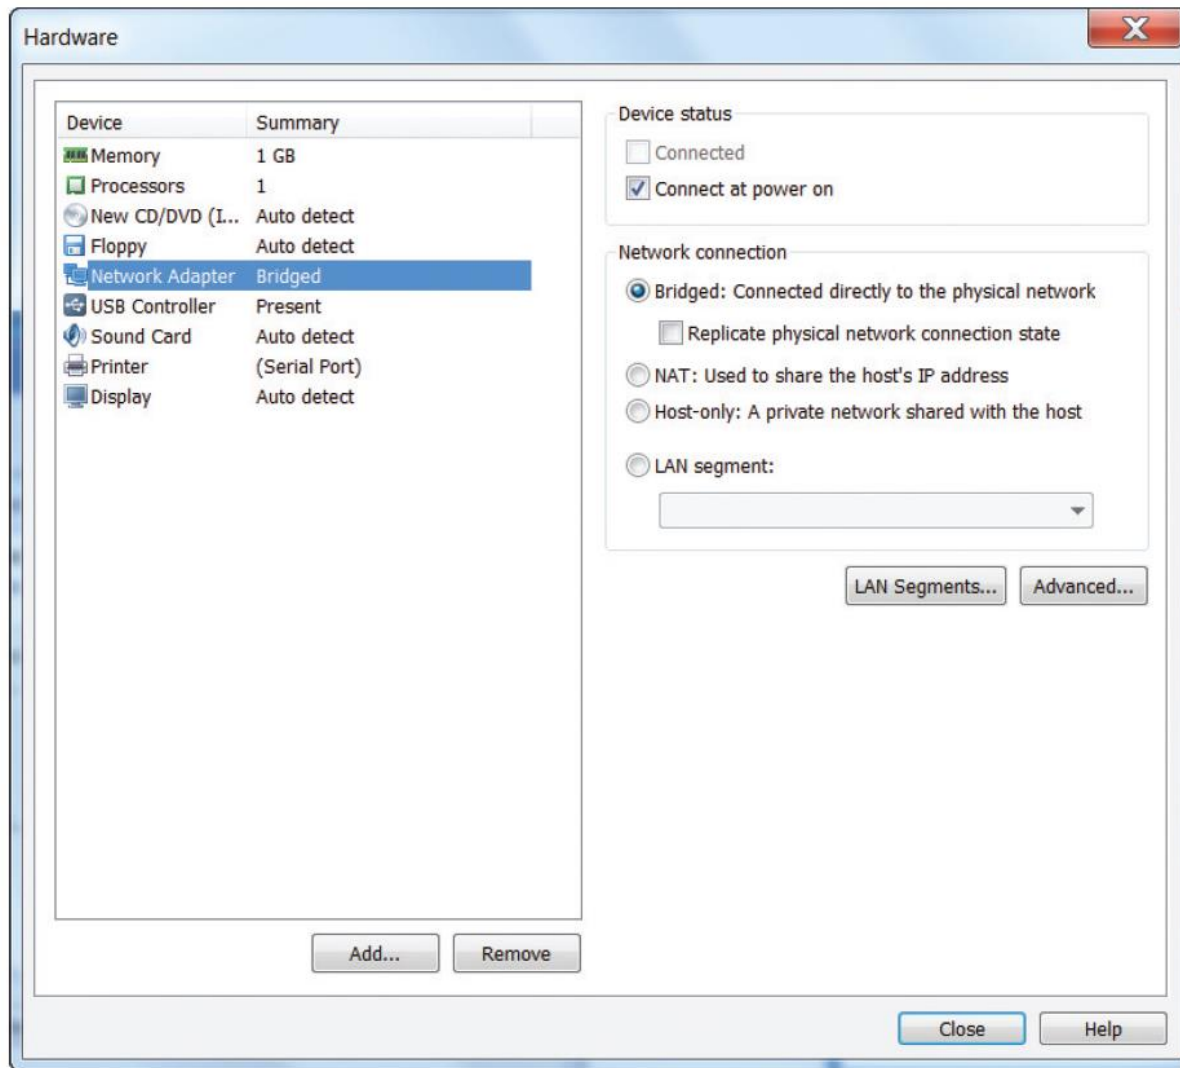 Hardware
Device Summary
Memory 1 GB
Processors 1
New CD/DVD (I... Auto detect
Floppy Auto detect
Network Adapter Bridged
USB Controller Present
Sound Card Auto detect
Printer (Serial Port)
Display Auto detect
Add... Remove
Device status
Connected
Connect at power on
Network connection
Bridged: Connected directly to the physical network
Replicate physical network connection state
NAT: Used to share the host's IP address
Host-only: A private network shared with the host
LAN segment:
LAN Segments... Advanced...
Close Help